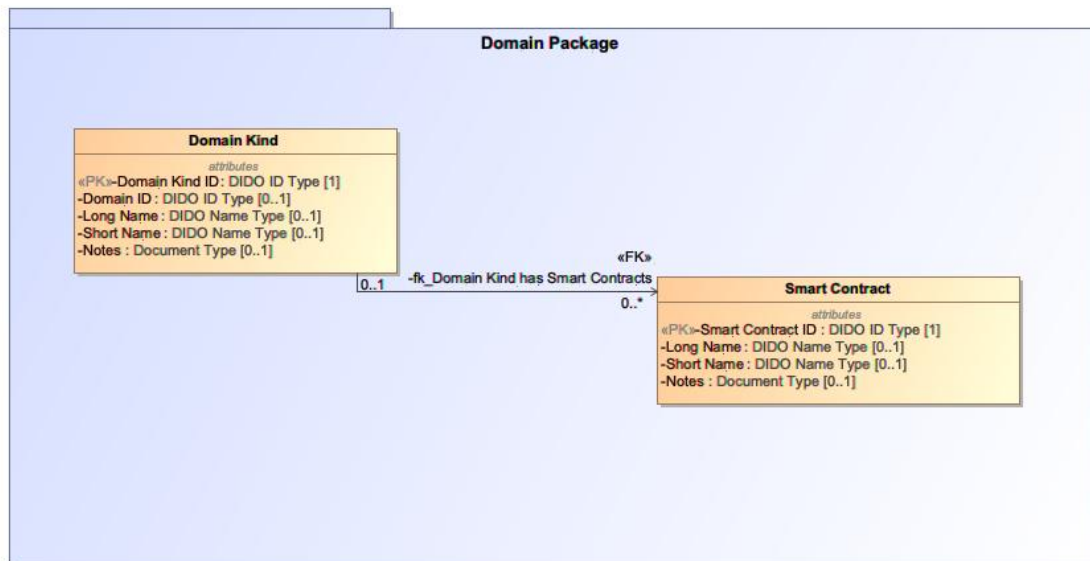 Domain Package
Domain Kind
attributes
«PK»-Domain Kind ID : DIDO ID Type [1]
-Domain ID : DIDO ID Type [0..1]
-Long Name : DIDO Name Type [0..1]
-Short Name : DIDO Name Type [0..1]
-Notes : Document Type [0..1]
«FK»
0..1 -fk_Domain Kind has Smart Contracts
0..*
Smart Contract
attributes
«PK»-Smart Contract ID : DIDO ID Type [1]
-Long Name : DIDO Name Type [0..1]
-Short Name : DIDO Name Type [0..1]
-Notes : Document Type [0..1]